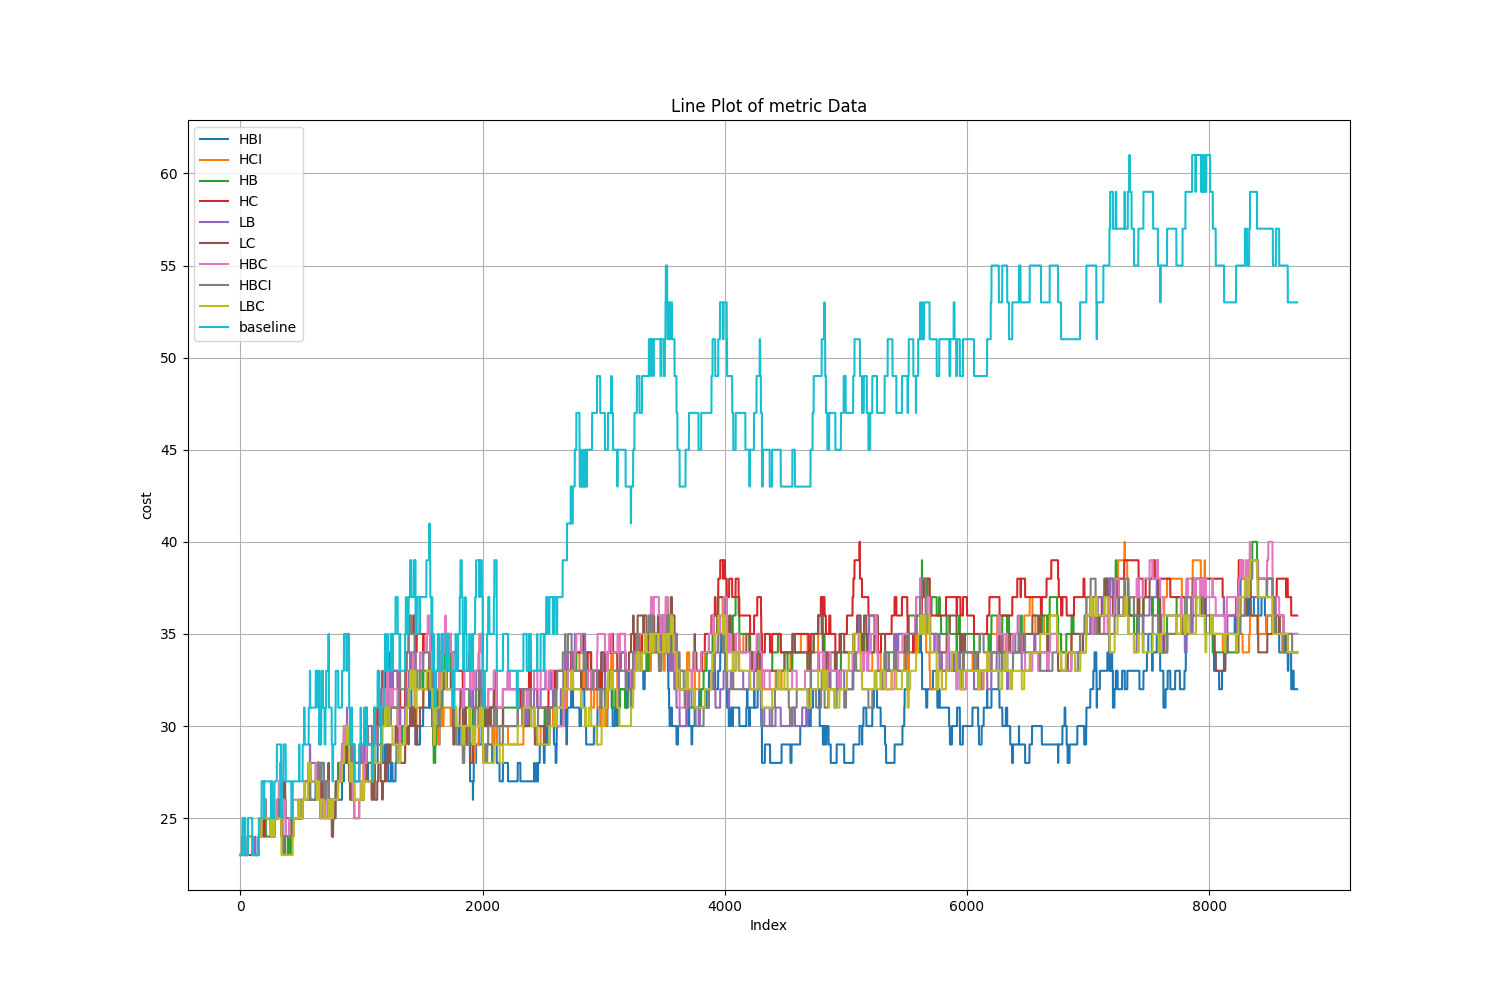 Line Plot of metric Data
HBI
HCI
HB
HC
LB
LC
HBC
HBCI
LBC
baseline
60
55
50
45
40
35
30
25
cost
0 2000 4000 6000 8000
Index